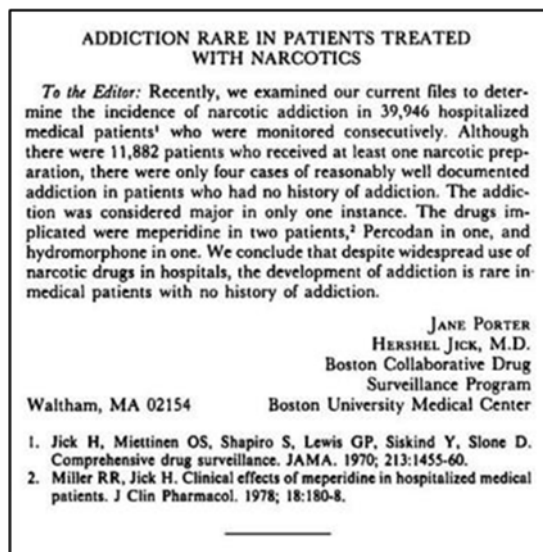 ADDICTION RARE IN PATIENTS TREATED
WITH NARCOTICS
To the Editor: Recently, we examined our current files to deter-
mine the incidence of narcotic addiction in 39,946 hospitalized
medical patients¹ who were monitored consecutively. Although
there were 11,882 patients who received at least one narcotic prep-
aration, there were only four cases of reasonably well documented
addiction in patients who had no history of addiction. The addic-
tion was considered major in only one instance. The drugs im-
plicated were meperidine in two patients,² Percodan in one, and
hydromorphone in one. We conclude that despite widespread use of
narcotic drugs in hospitals, the development of addiction is rare in
medical patients with no history of addiction.
JANE PORTER
HERSHEL JICK, M.D.
Boston Collaborative Drug
Surveillance Program
Waltham, MA 02154 Boston University Medical Center
1. Jick H, Miettinen OS, Shapiro S, Lewis GP, Siskind Y, Slone D.
Comprehensive drug surveillance. JAMA. 1970; 213:1455-60.
2. Miller RR, Jick H. Clinical effects of meperidine in hospitalized medical
patients. J Clin Pharmacol. 1978; 18:180-8.